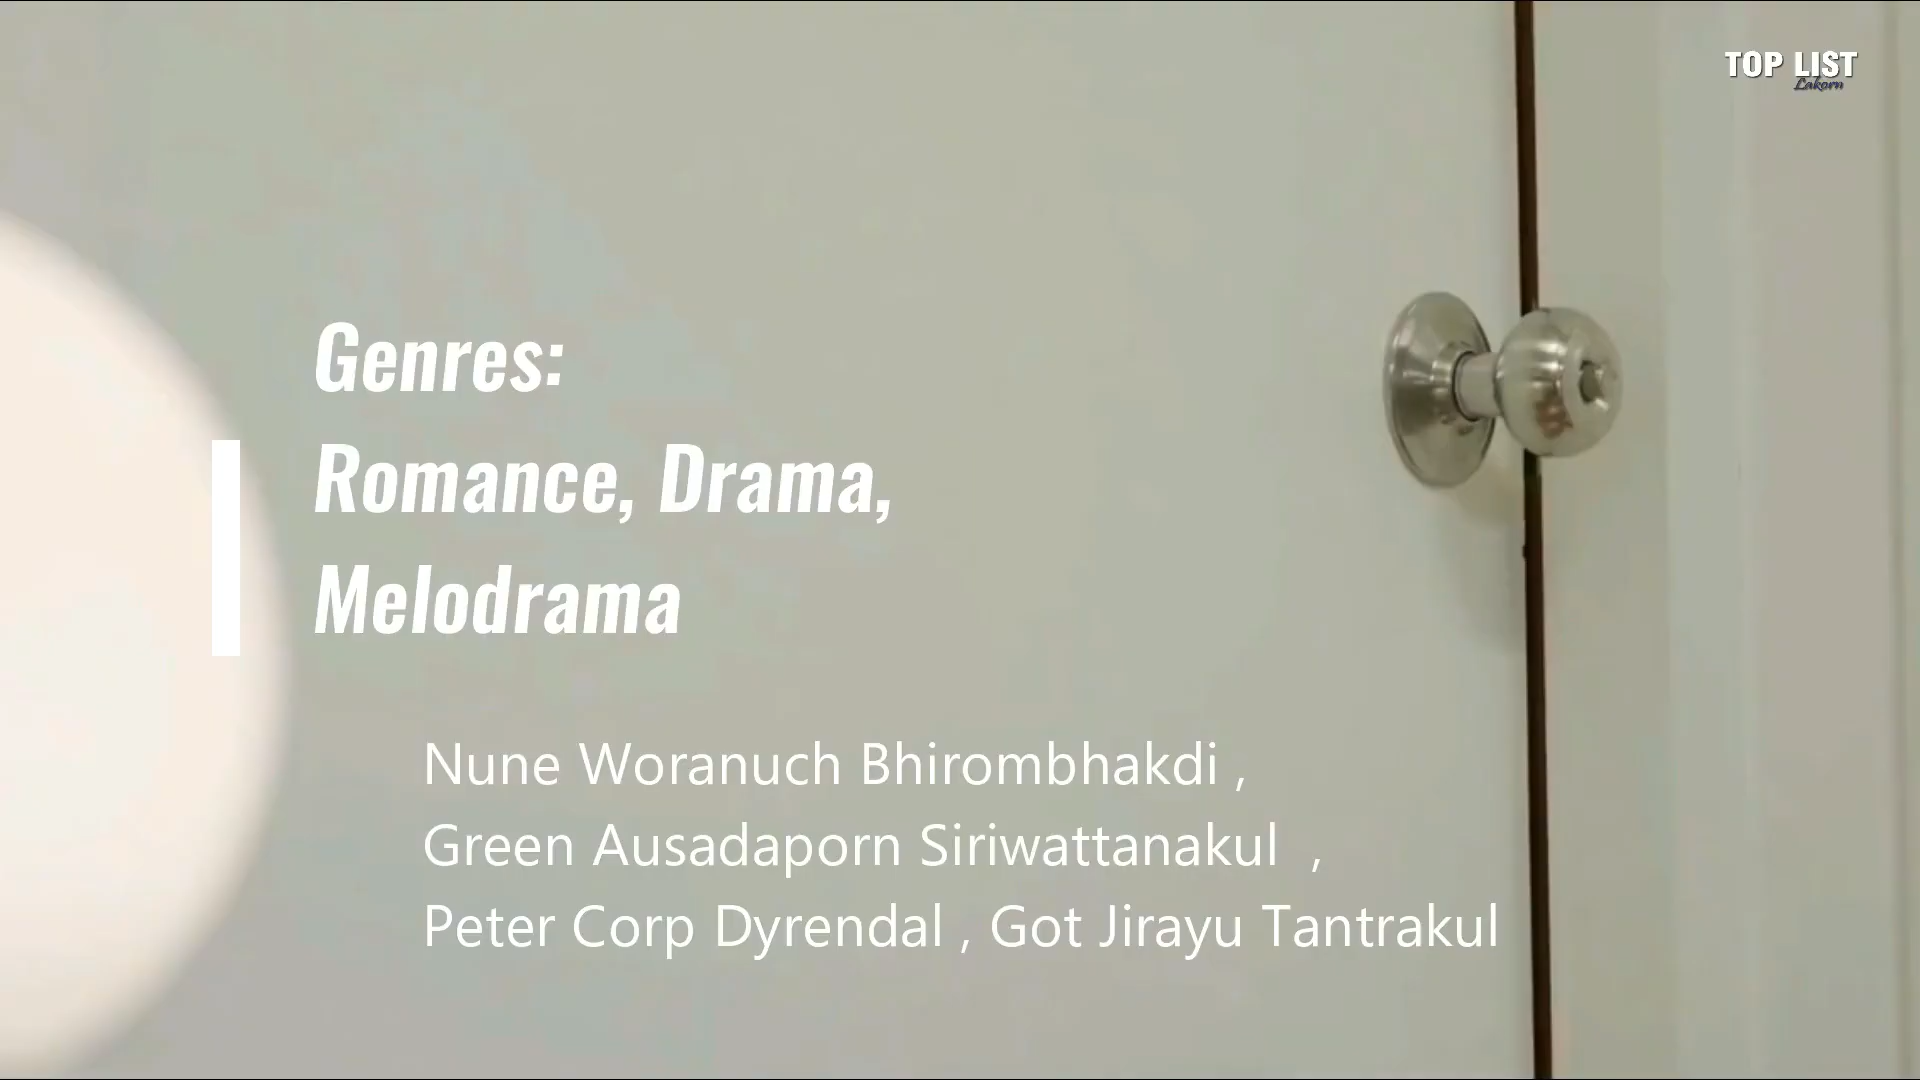 TOP LIST
Lakorn
Genres:
Romance, Drama,
Melodrama
Nune Woranuch Bhirombhakdi ,
Green Ausadaporn Siriwattanakul  ,
Peter Corp Dyrendal , Got Jirayu Tantrakul